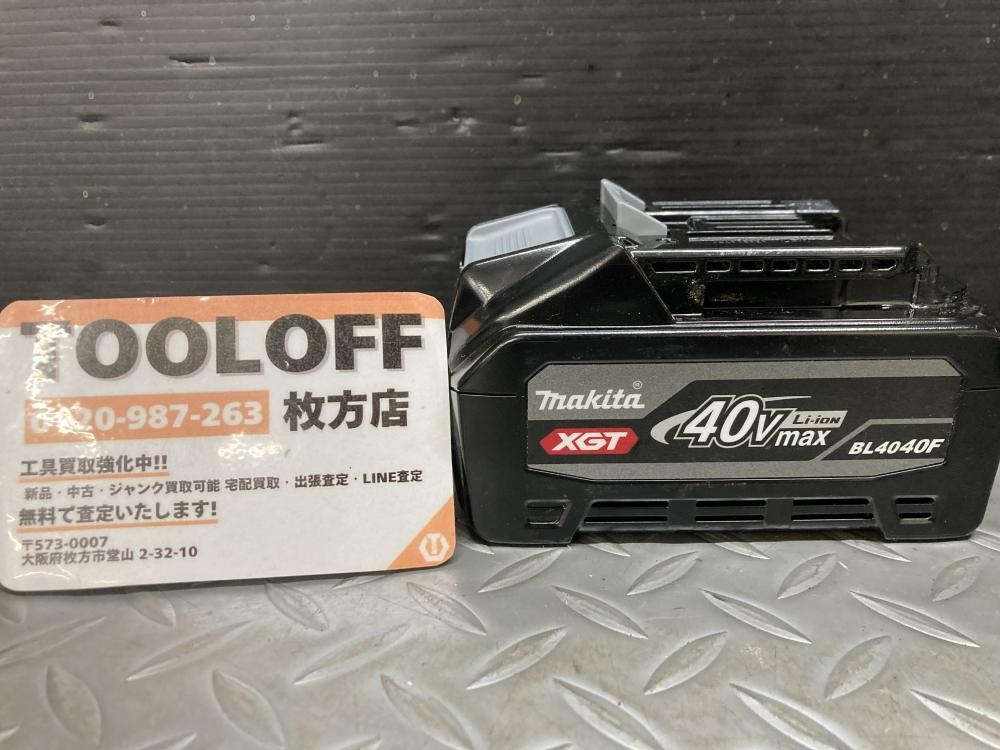 TOOLOFF
0120-987-263 枚方店
工具買取強化中!!
新品・中古・ジャンク買取可能 宅配買取・出張査定・LINE査定
無料で査定いたします!
〒573-0007
大阪府枚方市堂山 2-32-10
makita®
XGT
40Vmax
Li-ion
BL4040F